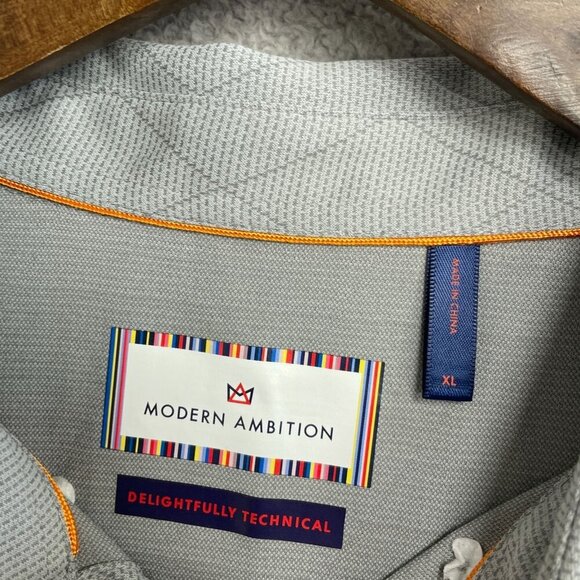 MADE IN CHINA
XL
MODERN AMBITION
DELIGHTFULLY TECHNICAL